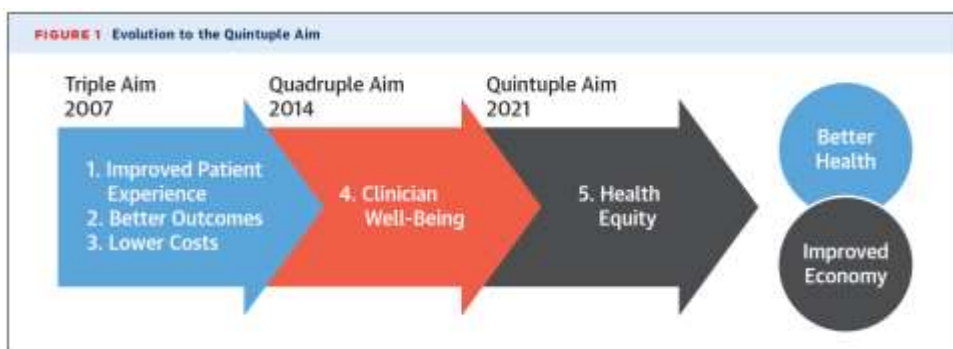 FIGURE 1 Evolution to the Quintuple Aim
Triple Aim
2007
1. Improved Patient
Experience
2. Better Outcomes
3. Lower Costs
Quadruple Aim
2014
4. Clinician
Well-Being
Quintuple Aim
2021
5. Health
Equity
Better
Health
Improved
Economy